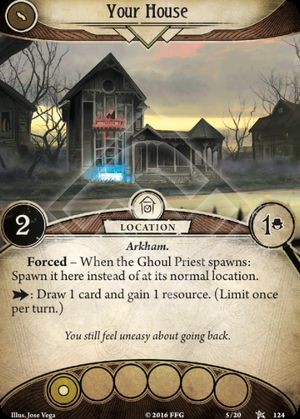 Your House
2
LOCATION
1
Arkham.
Forced – When the Ghoul Priest spawns:
Spawn it here instead of at its normal location.
: Draw 1 card and gain 1 resource. (Limit once
per turn.)
You still feel uneasy about going back.
Illus. Jose Vega
© 2016 FFG
5/20
124